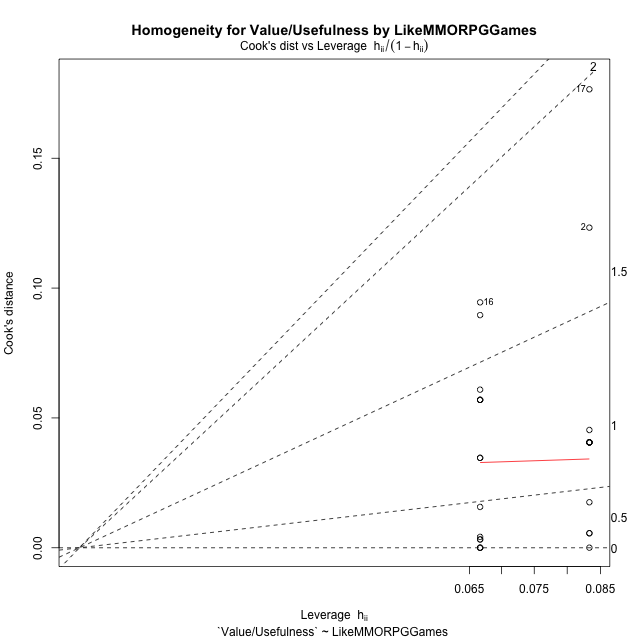 Homogeneity for Value/Usefulness by LikeMMORPGGames
Cook's dist vs Leverage hii/(1 − hii)
2
17
0.15
2
1.5
0.10
16
Cook's distance
0.05
1
0.5
0.00
0
0.065 0.075 0.085
Leverage hii
`Value/Usefulness` ~ LikeMMORPGGames